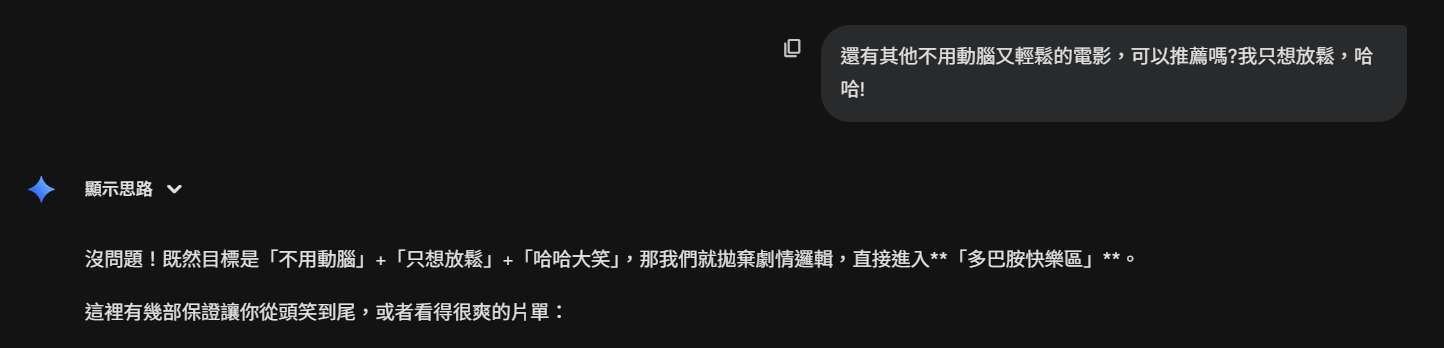 還有其他不用動腦又輕鬆的電影，可以推薦嗎?我只想放鬆，哈
哈!
顯示思路
沒問題！既然目標是「不用動腦」+「只想放鬆」+「哈哈大笑」，那我們就拋棄劇情邏輯，直接進入**「多巴胺快樂區」**。
這裡有幾部保證讓你從頭笑到尾，或者看得很爽的片單：